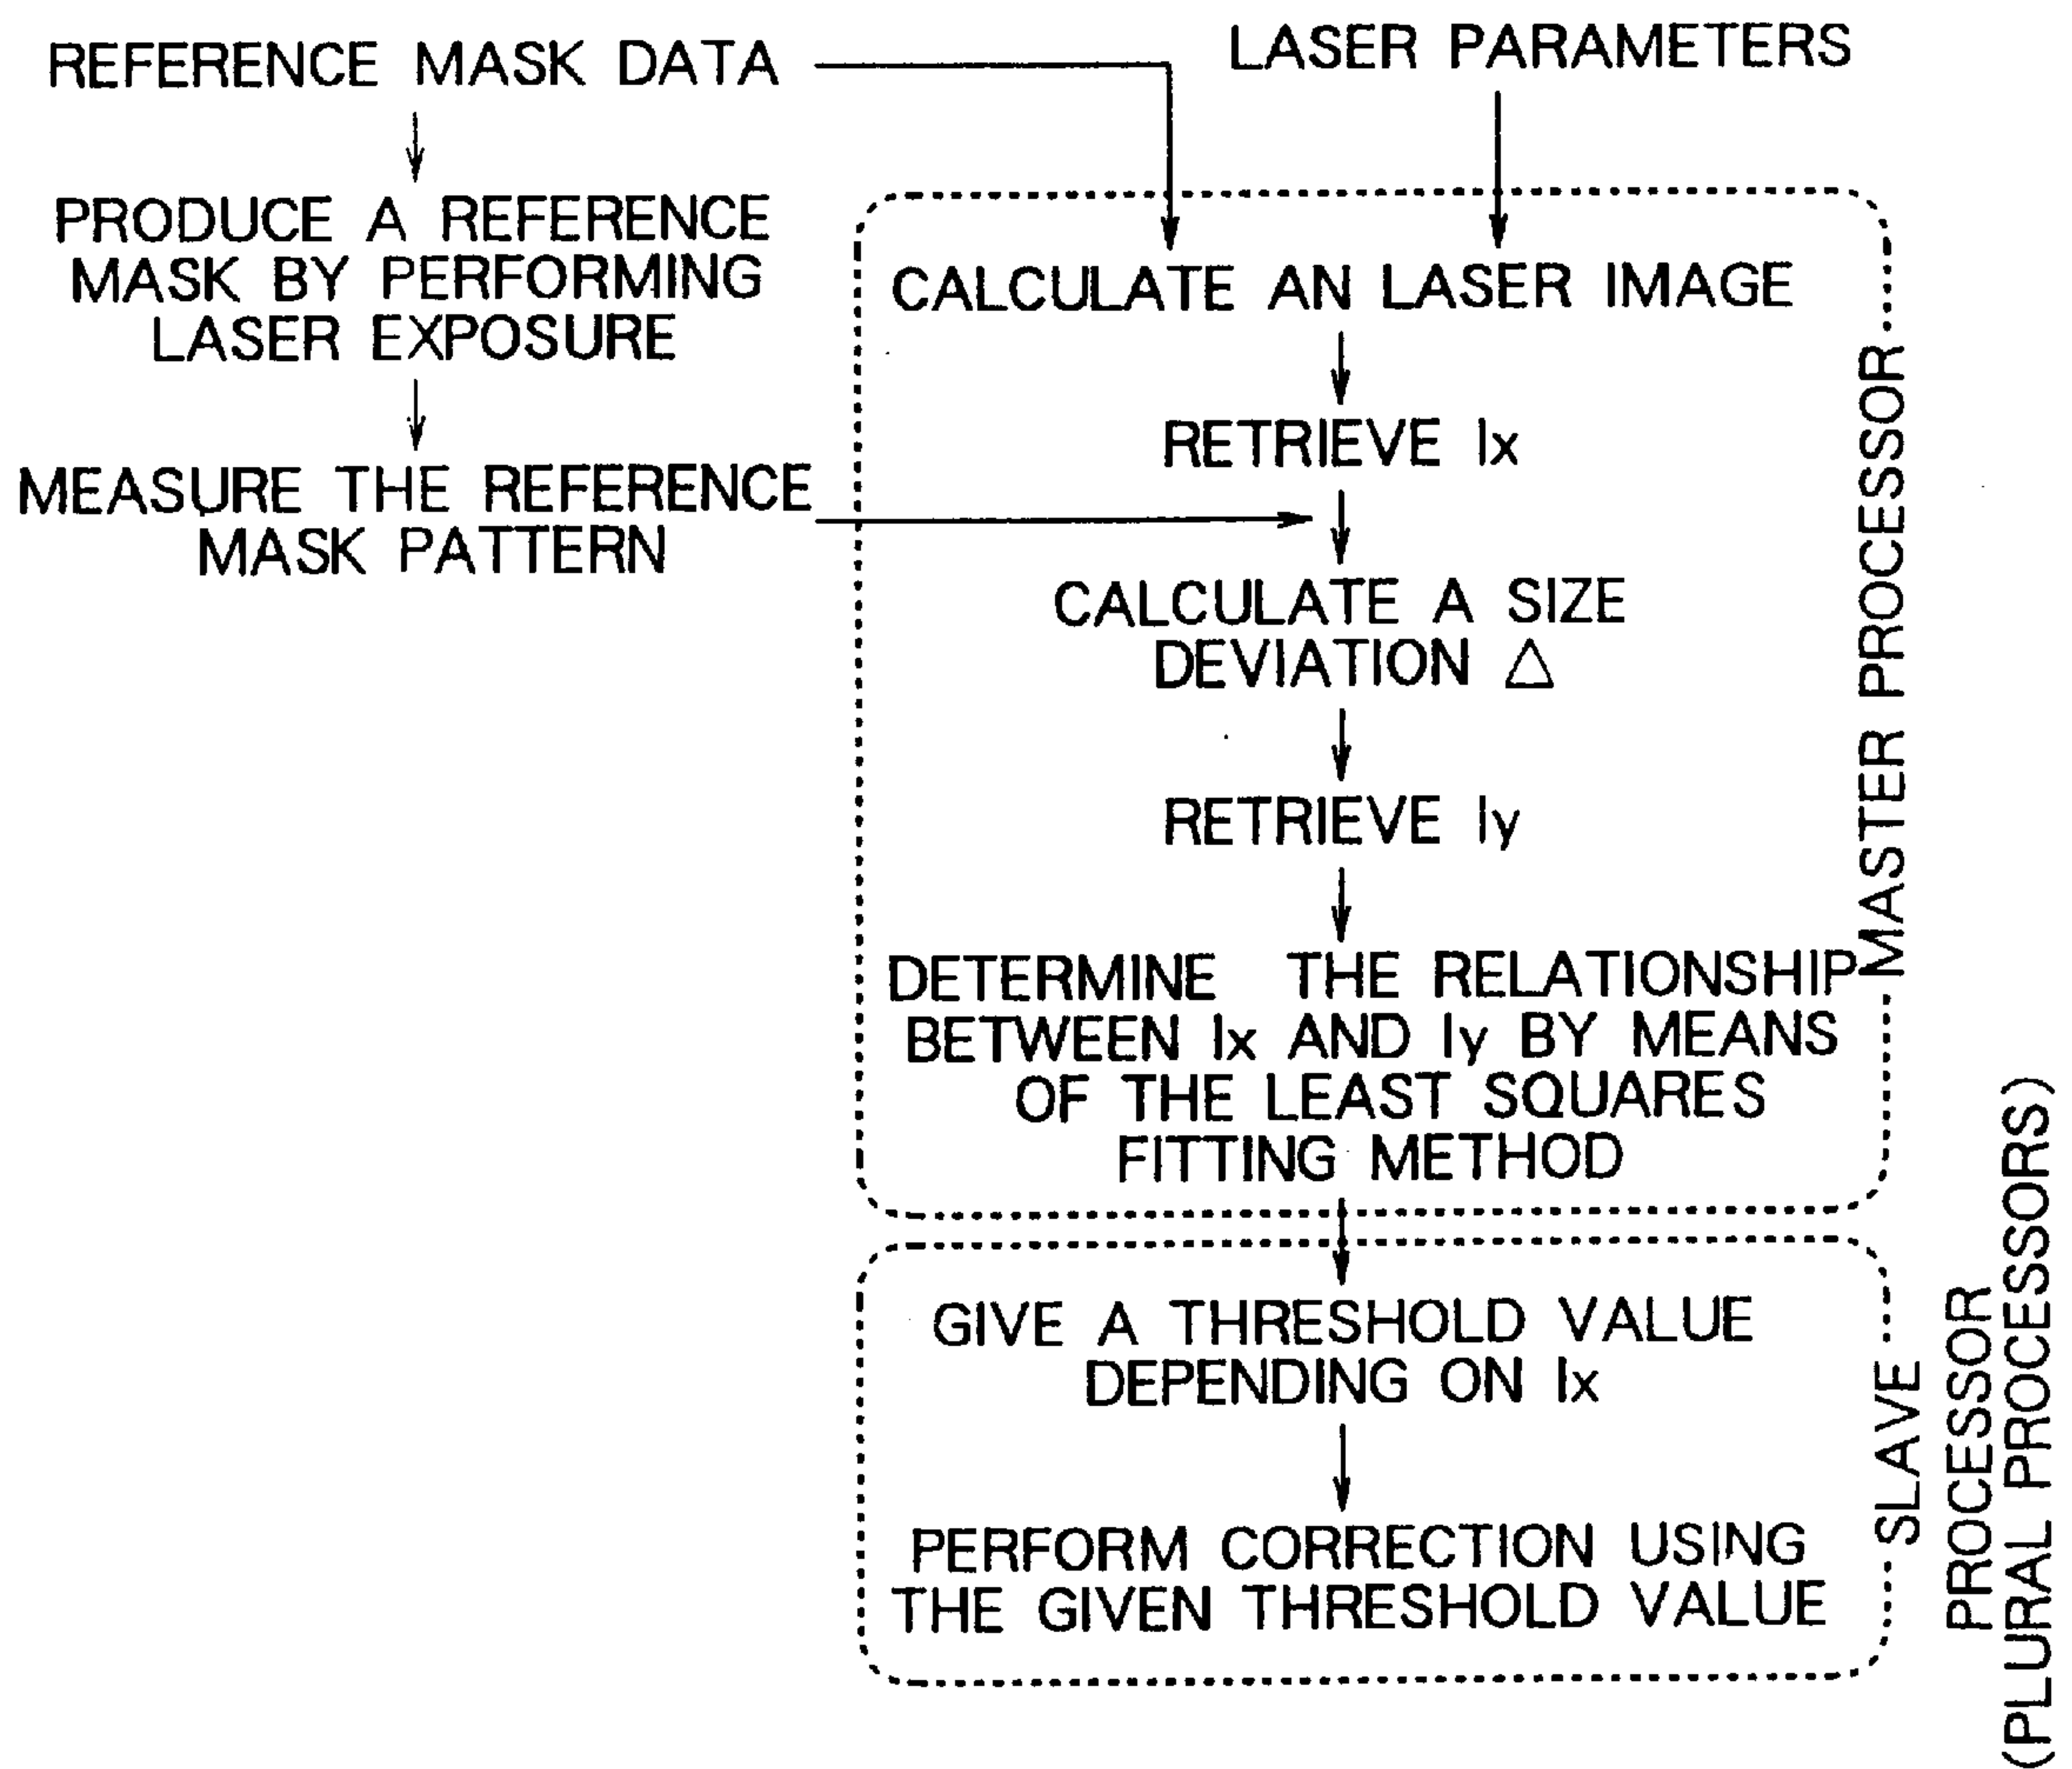 REFERENCE MASK DATA
LASER PARAMETERS
PRODUCE A REFERENCE
MASK BY PERFORMING
LASER EXPOSURE
MEASURE THE REFERENCE
MASK PATTERN
CALCULATE AN LASER IMAGE
RETRIEVE Ix
CALCULATE A SIZE
DEVIATION △
RETRIEVE Iy
DETERMINE THE RELATIONSHIP
BETWEEN Ix AND Iy BY MEANS
OF THE LEAST SQUARES
FITTING METHOD
MASTER PROCESSOR
GIVE A THRESHOLD VALUE
DEPENDING ON Ix
PERFORM CORRECTION USING
THE GIVEN THRESHOLD VALUE
SLAVE
PROCESSOR
(PLURAL PROCESSORS)